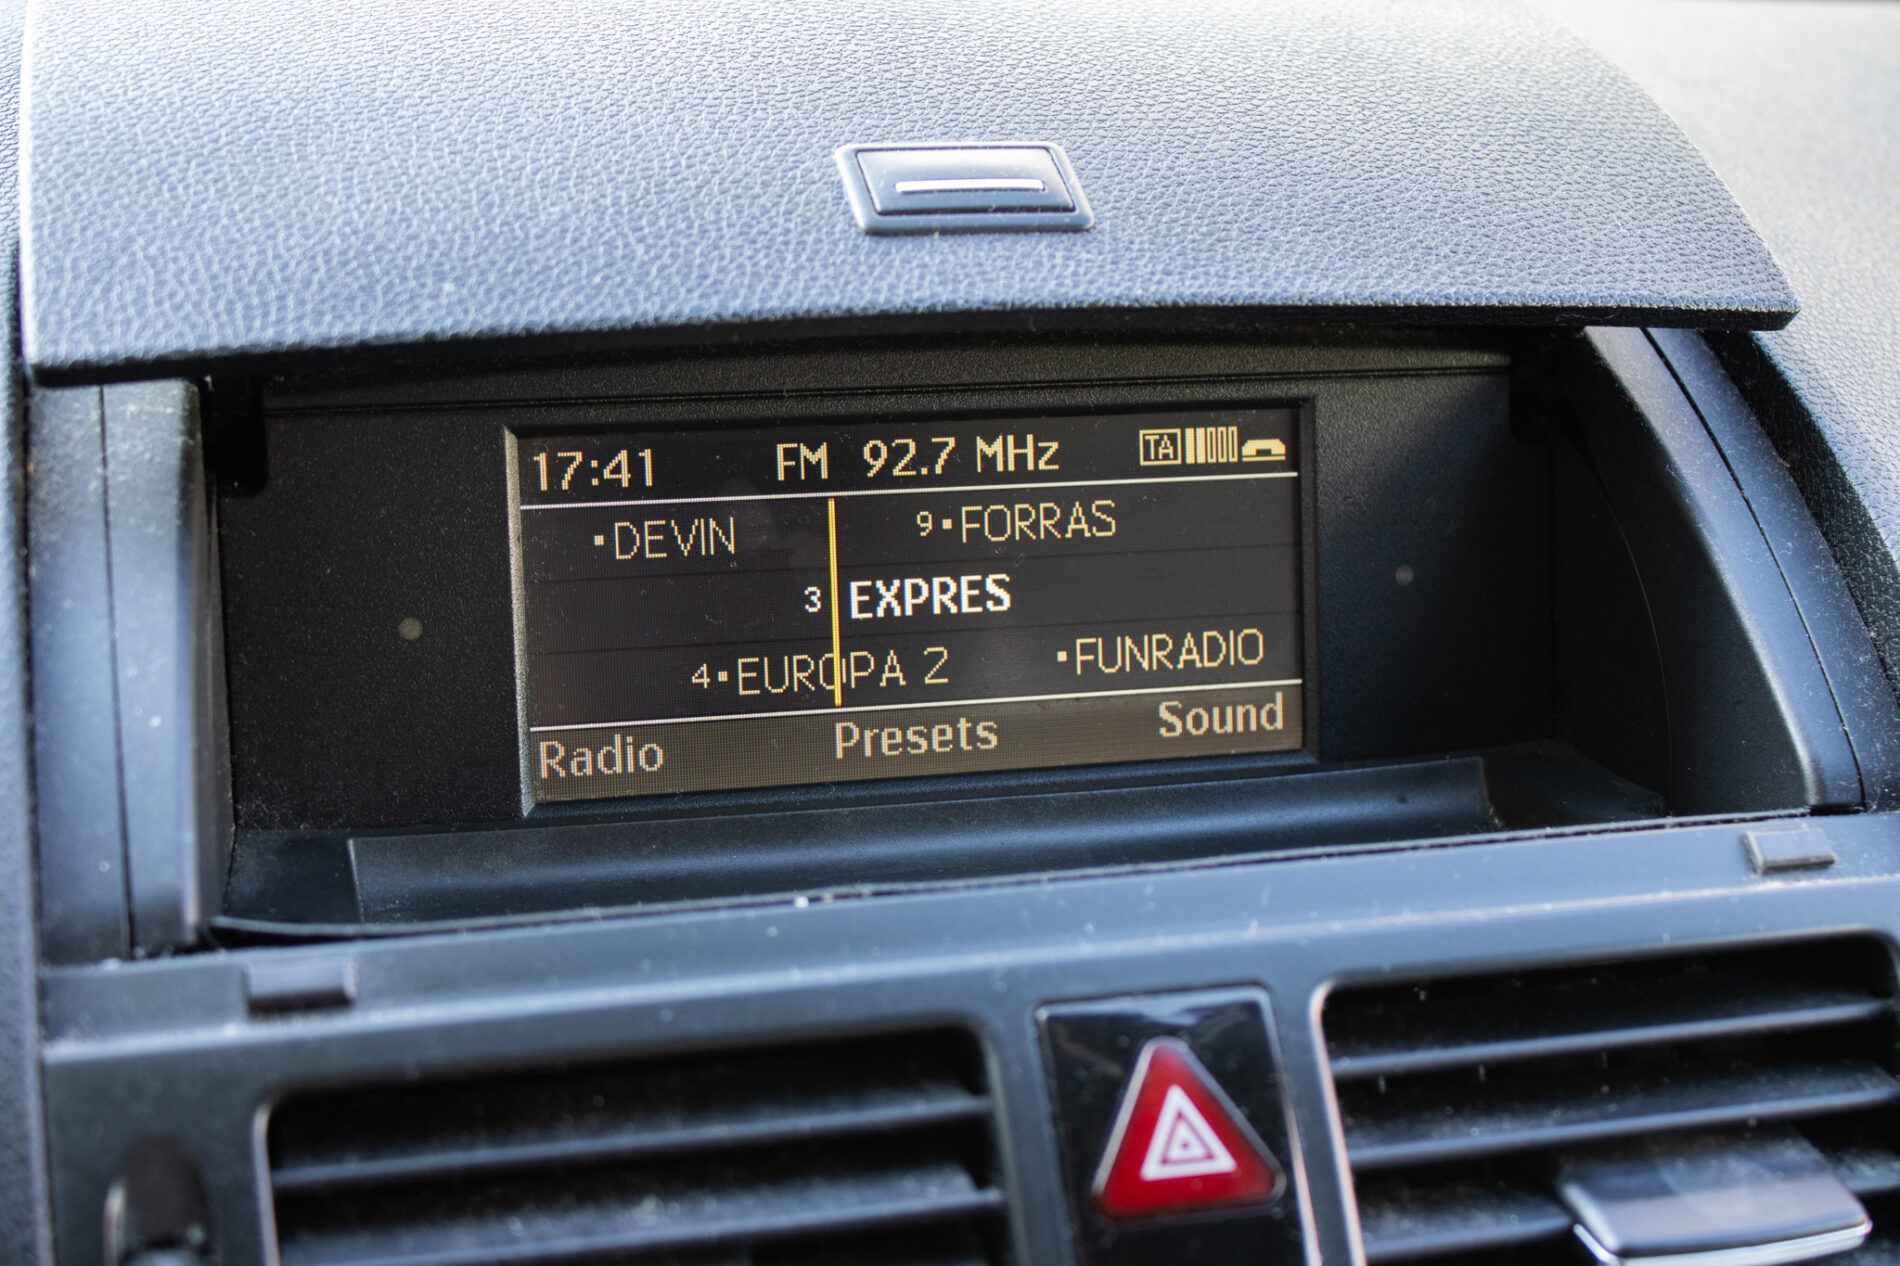 17:41 FM 92.7 MHz TA
DEVIN 9 FORRAS
3 EXPRES
4 EUROPA 2 FUNRADIO
Radio Presets Sound